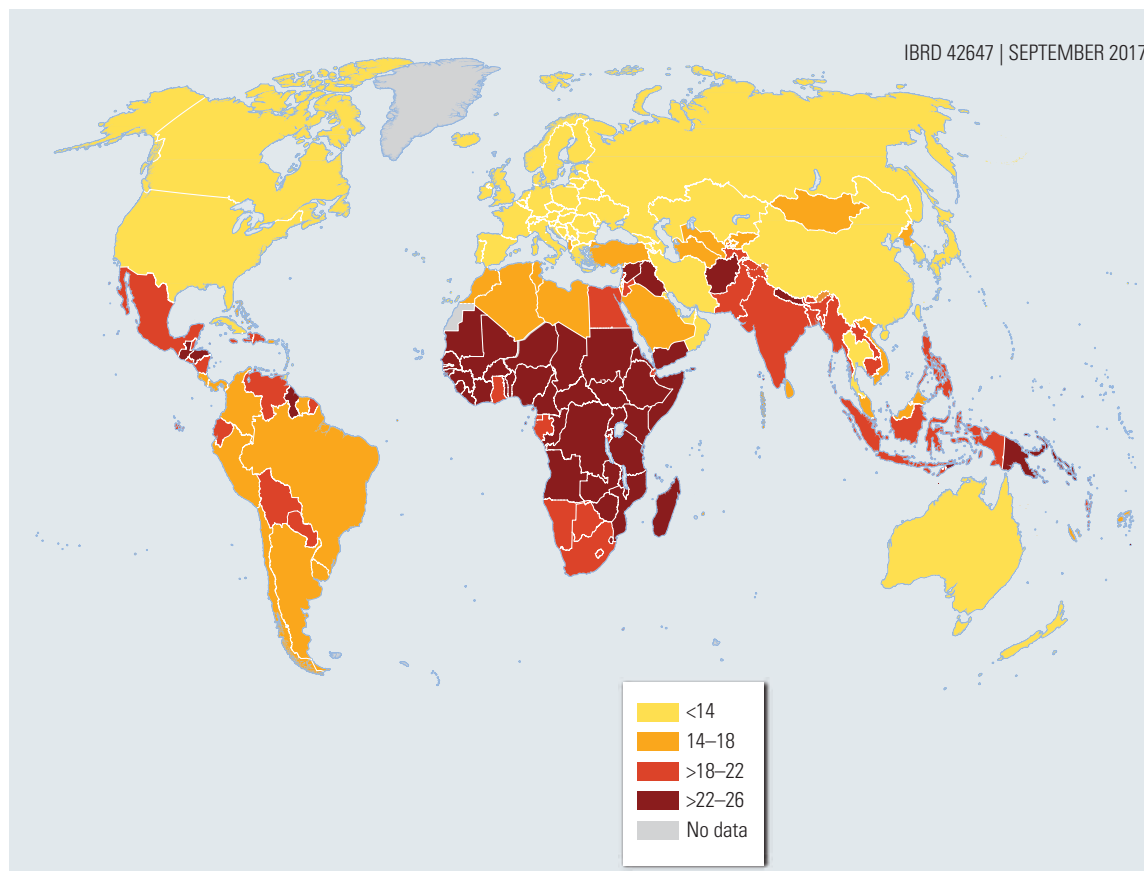 IBRD 42647 | SEPTEMBER 2017
<14
14–18
>18–22
>22–26
No data